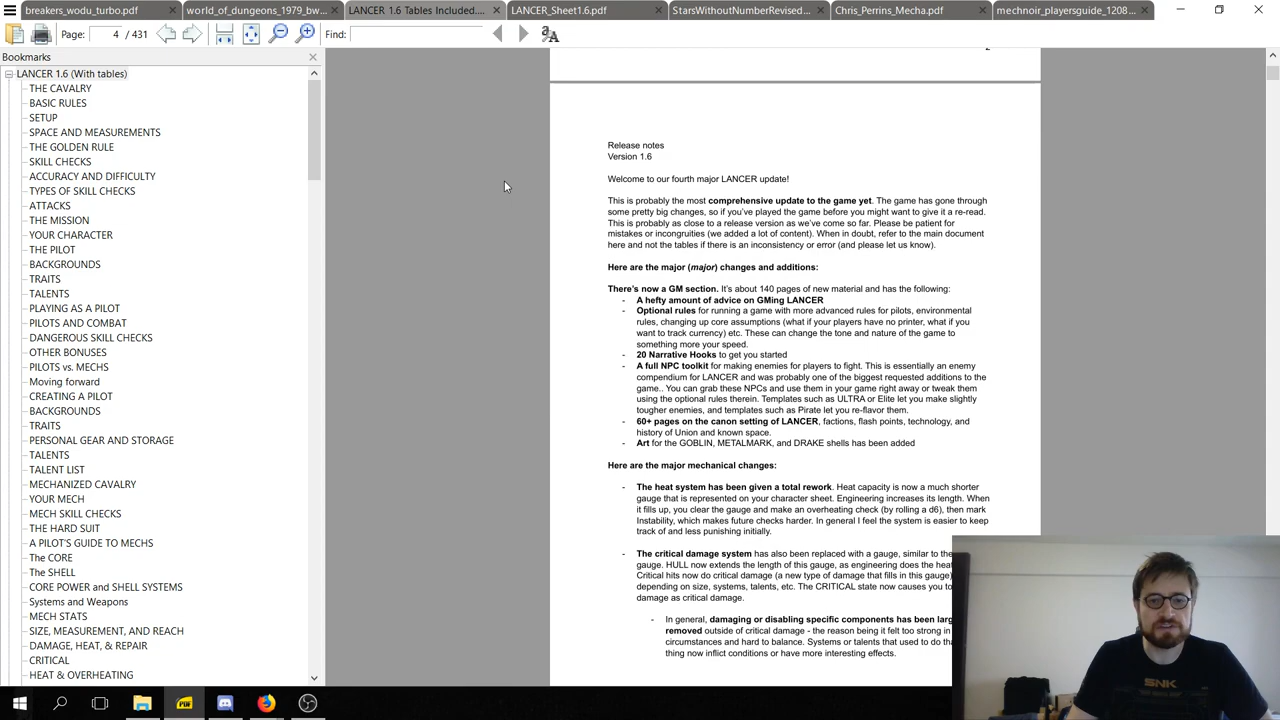 breakers_wodu_turbo.pdf
world_of_dungeons_1979_bw...
LANCER 1.6 Tables Included....
LANCER_Sheet1.6.pdf
StarsWithoutNumberRevised...
Chris_Perrins_Mecha.pdf
mechnoir_playersguide_1208...
Page: 4 / 431
Find:
Bookmarks
LANCER 1.6 (With tables)
THE CAVALRY
BASIC RULES
SETUP
SPACE AND MEASUREMENTS
THE GOLDEN RULE
SKILL CHECKS
ACCURACY AND DIFFICULTY
TYPES OF SKILL CHECKS
ATTACKS
THE MISSION
YOUR CHARACTER
THE PILOT
BACKGROUNDS
TRAITS
TALENTS
PLAYING AS A PILOT
PILOTS AND COMBAT
DANGEROUS SKILL CHECKS
OTHER BONUSES
PILOTS vs. MECHS
Moving forward
CREATING A PILOT
BACKGROUNDS
TRAITS
PERSONAL GEAR AND STORAGE
TALENTS
TALENT LIST
MECHANIZED CAVALRY
YOUR MECH
MECH SKILL CHECKS
THE HARD SUIT
A PILOT'S GUIDE TO MECHS
The CORE
The SHELL
CORE POWER and SHELL SYSTEMS
Systems and Weapons
MECH STATS
SIZE, MEASUREMENT, AND REACH
DAMAGE, HEAT, & REPAIR
CRITICAL
HEAT & OVERHEATING
Release notes
Version 1.6
Welcome to our fourth major LANCER update!
This is probably the most comprehensive update to the game yet. The game has gone through
some pretty big changes, so if you've played the game before you might want to give it a re-read.
This is probably as close to a release version as we've come so far. Please be patient for
mistakes or incongruities (we added a lot of content). When in doubt, refer to the main document
here and not the tables if there is an inconsistency or error (and please let us know).
Here are the major (major) changes and additions:
There's now a GM section. It's about 140 pages of new material and has the following:
- A hefty amount of advice on GMing LANCER
- Optional rules for running a game with more advanced rules for pilots, environmental
rules, changing up core assumptions (what if your players have no printer, what if you
want to track currency) etc. These can change the tone and nature of the game to
something more your speed.
- 20 Narrative Hooks to get you started
- A full NPC toolkit for making enemies for players to fight. This is essentially an enemy
compendium for LANCER and was probably one of the biggest requested additions to the
game.. You can grab these NPCs and use them in your game right away or tweak them
using the optional rules therein. Templates such as ULTRA or Elite let you make slightly
tougher enemies, and templates such as Pirate let you re-flavor them.
- 60+ pages on the canon setting of LANCER, factions, flash points, technology, and
history of Union and known space.
- Art for the GOBLIN, METALMARK, and DRAKE shells has been added
Here are the major mechanical changes:
- The heat system has been given a total rework. Heat capacity is now a much shorter
gauge that is represented on your character sheet. Engineering increases its length. When
it fills up, you clear the gauge and make an overheating check (by rolling a d6), then mark
Instability, which makes future checks harder. In general I feel the system is easier to keep
track of and less punishing initially.
- The critical damage system has also been replaced with a gauge, similar to the
gauge. HULL now extends the length of this gauge, as engineering does the heat
Critical hits now do critical damage (a new type of damage that fills in this gauge)
depending on size, systems, talents, etc. The CRITICAL state now causes you to
damage as critical damage.
- In general, damaging or disabling specific components has been
removed outside of critical damage - the reason being it felt too strong in
circumstances and hard to balance. Systems or talents that used to do
thing now inflict conditions or have more interesting effects.
SNK